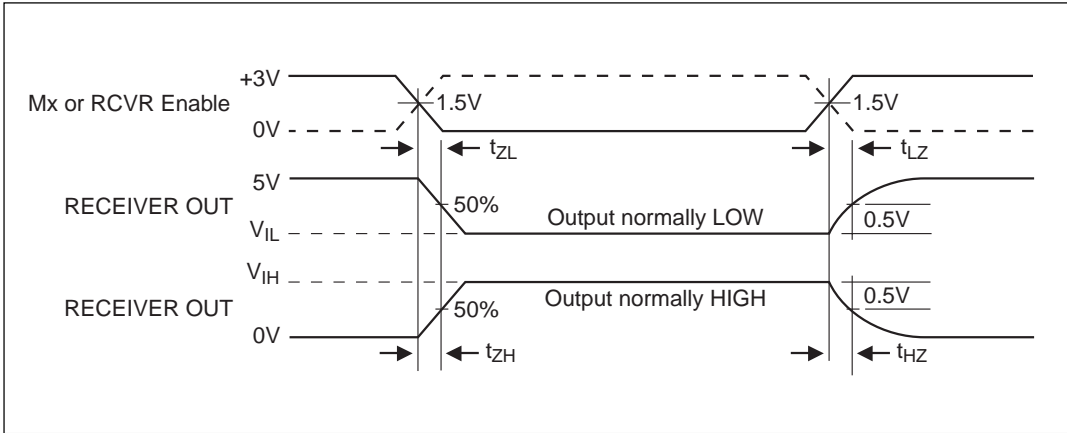 +3V
Mx or RCVR Enable
1.5V
1.5V
0V
tZL
tLZ
5V
RECEIVER OUT
50%
Output normally LOW
0.5V
VIL
VIH
RECEIVER OUT
50%
Output normally HIGH
0.5V
0V
tZH
tHZ